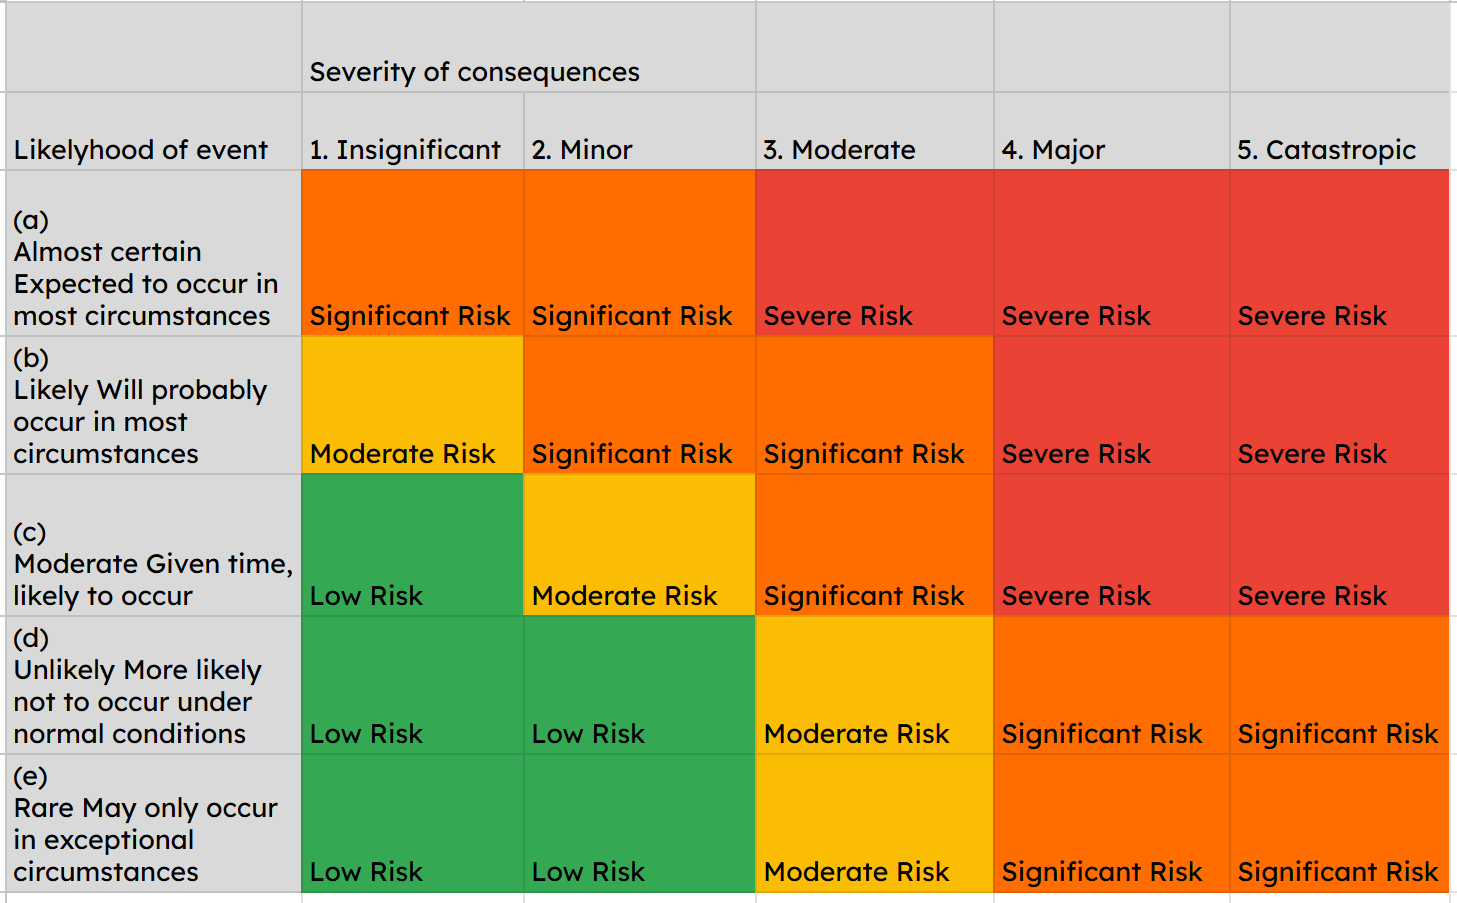 Severity of consequences
Likelyhood of event
1. Insignificant
2. Minor
3. Moderate
4. Major
5. Catastropic
(a)
Almost certain
Expected to occur in
most circumstances
Significant Risk
Significant Risk
Severe Risk
Severe Risk
Severe Risk
(b)
Likely Will probably
occur in most
circumstances
Moderate Risk
Significant Risk
Significant Risk
Severe Risk
Severe Risk
(c)
Moderate Given time,
likely to occur
Low Risk
Moderate Risk
Significant Risk
Severe Risk
Severe Risk
(d)
Unlikely More likely
not to occur under
normal conditions
Low Risk
Low Risk
Moderate Risk
Significant Risk
Significant Risk
(e)
Rare May only occur
in exceptional
circumstances
Low Risk
Low Risk
Moderate Risk
Significant Risk
Significant Risk